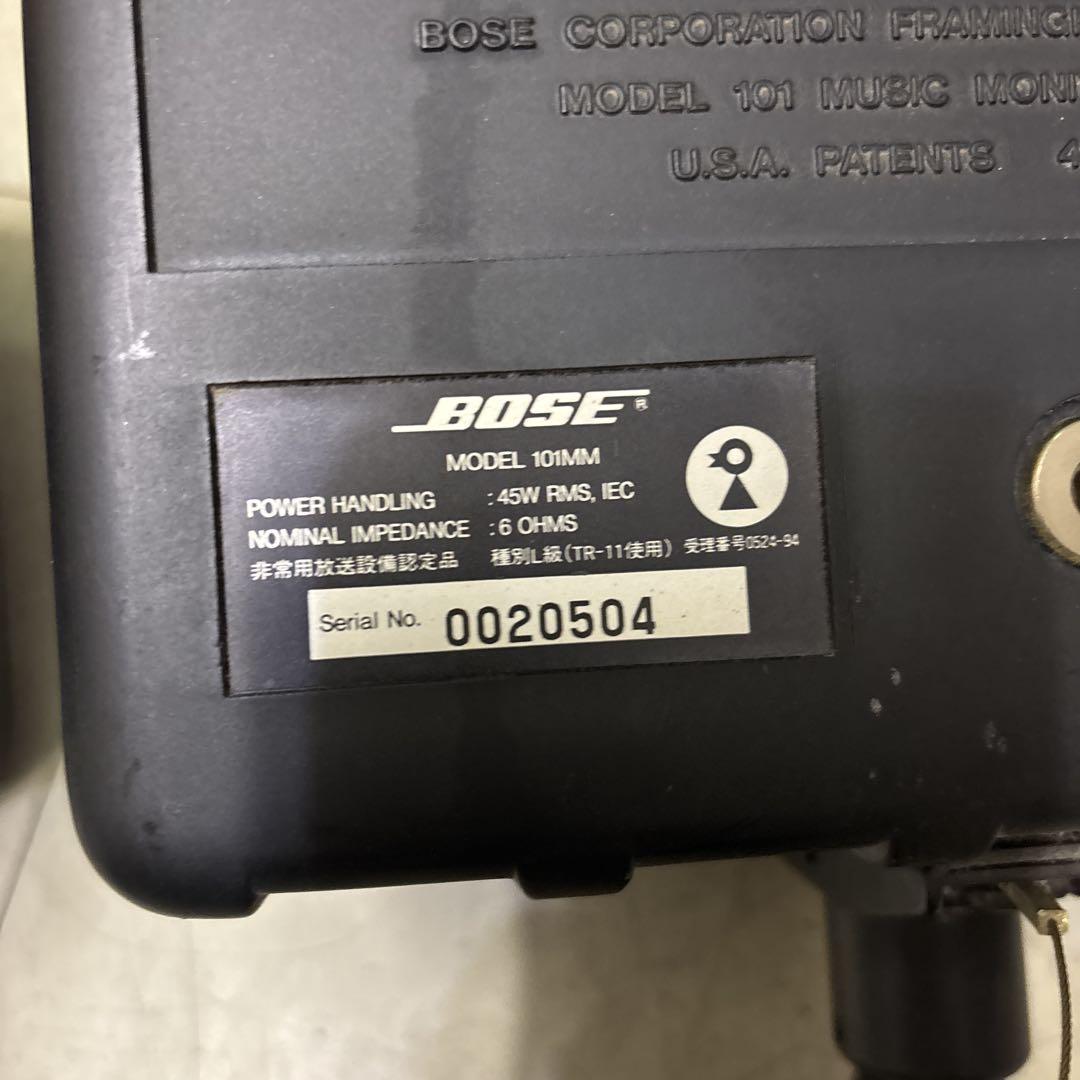 BOSE CORPORATION FRAMINGH
MODEL 101 MUSIC MONI
U.S.A. PATENTS 4
BOSE®
MODEL 101MM
POWER HANDLING : 45W RMS, IEC
NOMINAL IMPEDANCE : 6 OHMS
非常用放送設備認定品 種別L級(TR-11使用) 受理番号0524-94
Serial No. 0020504